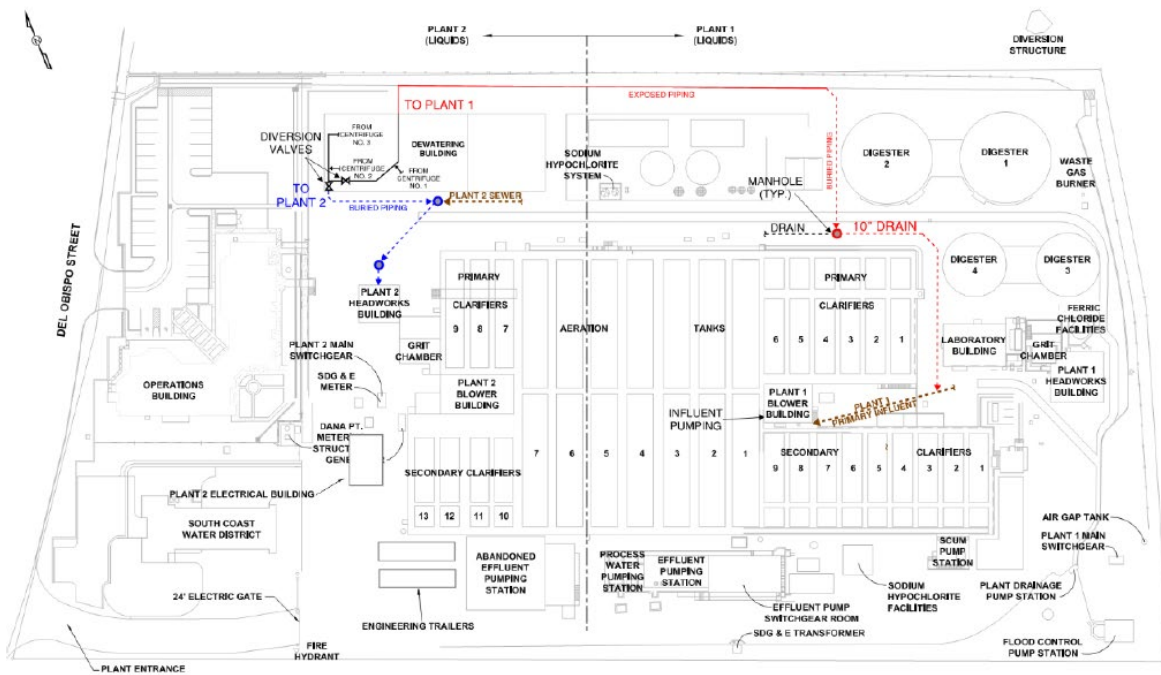 PLANT 2
(LIQUIDS)
PLANT 1
(LIQUIDS)
DIVERSION
STRUCTURE
N
EXPOSED PIPING
TO PLANT 1
FROM
CENTRIFUGE
NO. 3
DIVERSION
VALVES
FROM
CENTRIFUGE
NO. 2
DEWATERING
BUILDING
FROM
CENTRIFUGE
NO. 1
SODIUM
HYPOCHLORITE
SYSTEM
BURIED PIPING
DIGESTER
2
DIGESTER
1
WASTE
GAS
BURNER
MANHOLE
(TYP.)
TO
PLANT 2
BURIED PIPING
PLANT 2 SEWER
DRAIN
10" DRAIN
DIGESTER
4
DIGESTER
3
DEL OBISPO STREET
PLANT 2
HEADWORKS
BUILDING
PRIMARY
CLARIFIERS
9 8 7
AERATION
TANKS
PRIMARY
CLARIFIERS
6 5 4 3 2 1
FERRIC
CHLORIDE
FACILITIES
LABORATORY
BUILDING
GRIT
CHAMBER
PLANT 1
HEADWORKS
BUILDING
PLANT 2 MAIN
SWITCHGEAR
GRIT
CHAMBER
SDG & E
METER
OPERATIONS
BUILDING
PLANT 2
BLOWER
BUILDING
PLANT 1
BLOWER
BUILDING
PLANT 1
PRIMARY INFLUENT
INFLUENT
PUMPING
DANA PT.
METER
STRUCT
GENE
SECONDARY CLARIFIERS
7 6 5 4 3 2 1
SECONDARY
CLARIFIERS
9 8 7 6 5 4 3 2 1
PLANT 2 ELECTRICAL BUILDING
13 12 11 10
SOUTH COAST
WATER DISTRICT
AIR GAP TANK
PLANT 1 MAIN
SWITCHGEAR
ABANDONED
EFFLUENT
PUMPING
STATION
PROCESS
WATER
PUMPING
STATION
EFFLUENT
PUMPING
STATION
SCUM
PUMP
STATION
SODIUM
HYPOCHLORITE
FACILITIES
PLANT DRAINAGE
PUMP STATION
24' ELECTRIC GATE
ENGINEERING TRAILERS
EFFLUENT PUMP
SWITCHGEAR ROOM
SDG & E TRANSFORMER
FIRE
HYDRANT
FLOOD CONTROL
PUMP STATION
PLANT ENTRANCE